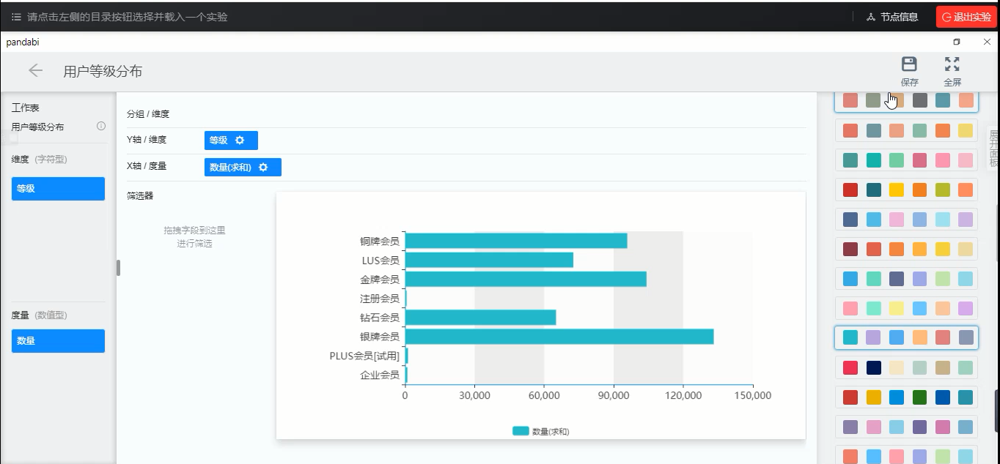 请点击左侧的目录按钮选择并载入一个实验
节点信息
退出实验
pandabi
用户等级分布
保存
全屏
工作表
用户等级分布
维度 (字符型)
等级
度量 (数值型)
数量
分组 / 维度
Y轴 / 维度
等级
X轴 / 度量
数量(求和)
筛选器
拖拽字段到这里
进行筛选
铜牌会员
LUS会员
金牌会员
注册会员
钻石会员
银牌会员
PLUS会员[试用]
企业会员
0
30,000
60,000
90,000
120,000
150,000
数量(求和)
展开面板